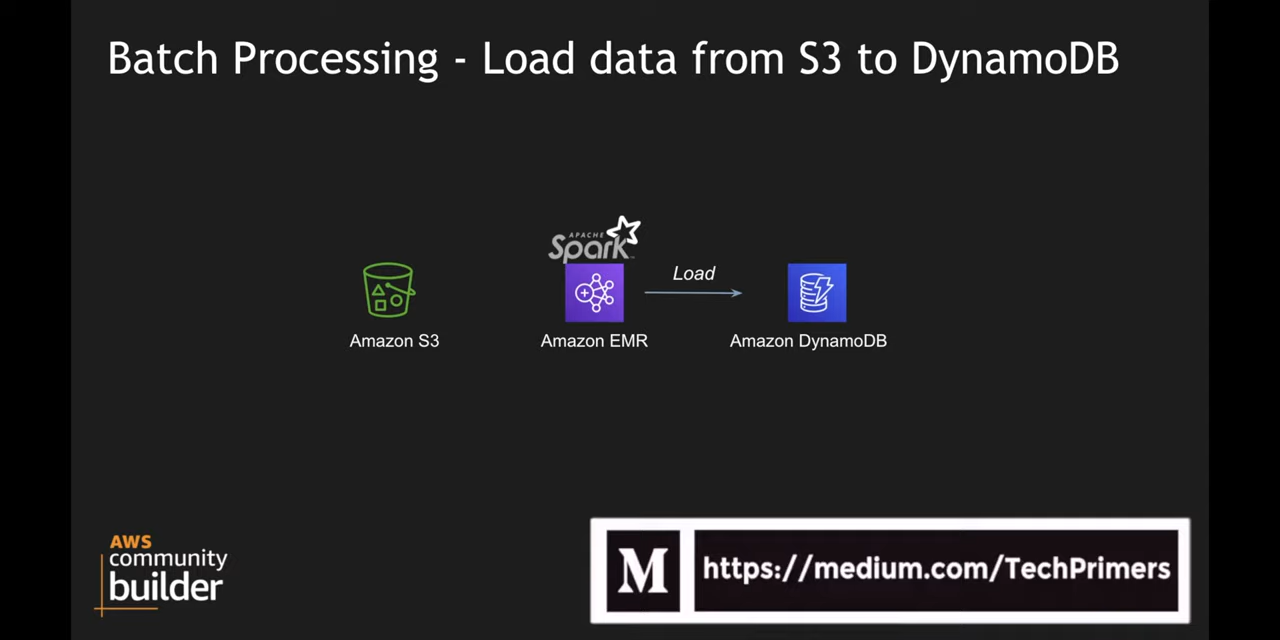 Batch Processing - Load data from S3 to DynamoDB
APACHE
Spark
Load
Amazon S3
Amazon EMR
Amazon DynamoDB
AWS
community
builder
M
https://medium.com/TechPrimers